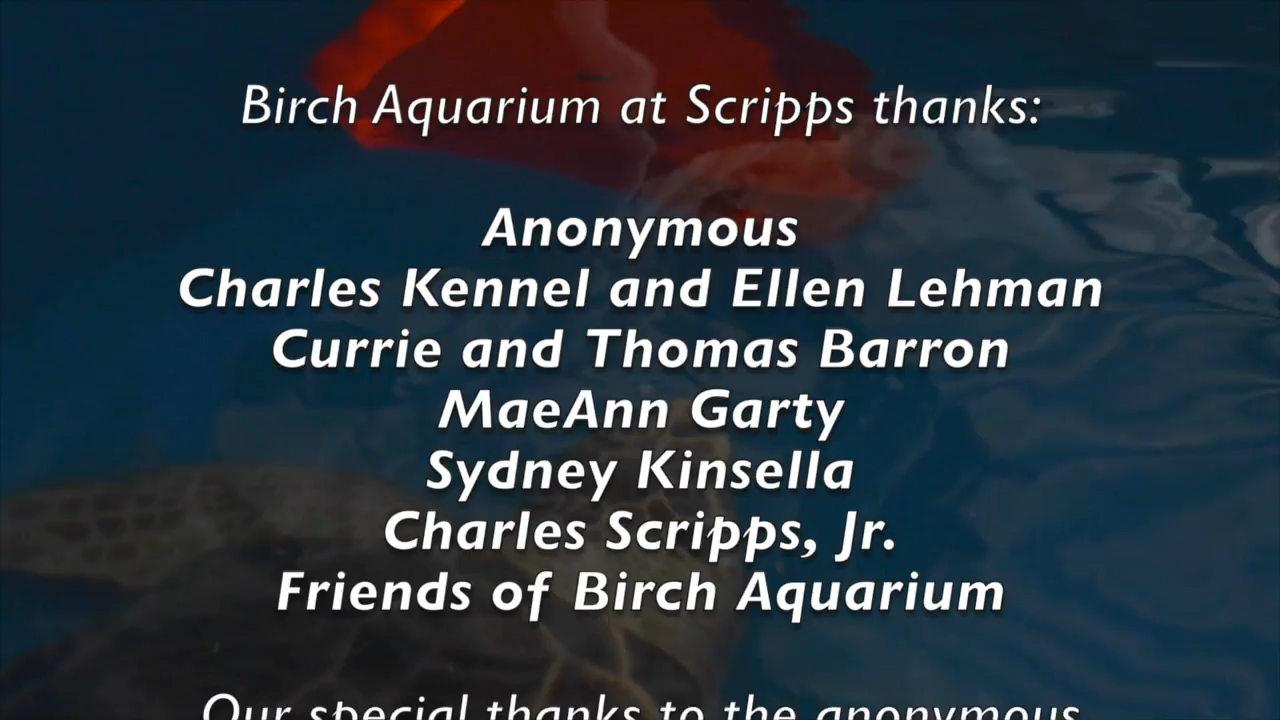 Birch Aquarium at Scripps thanks:
Anonymous
Charles Kennel and Ellen Lehman
Currie and Thomas Barron
MaeAnn Garty
Sydney Kinsella
Charles Scripps, Jr.
Friends of Birch Aquarium
Our special thanks to the anonymous